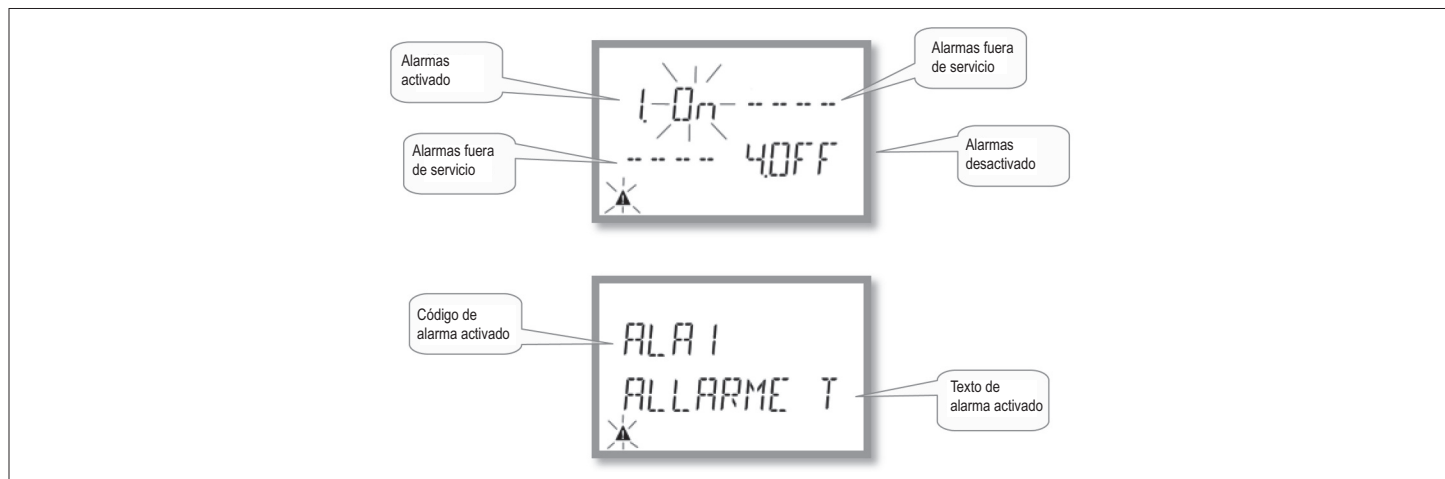 Alarmas
activado
Alarmas fuera
de servicio
1. On ----
---- 4.OFF
Alarmas fuera
de servicio
Alarmas
desactivado
Código de
alarma activado
ALA1
ALLARME T
Texto de
alarma activado